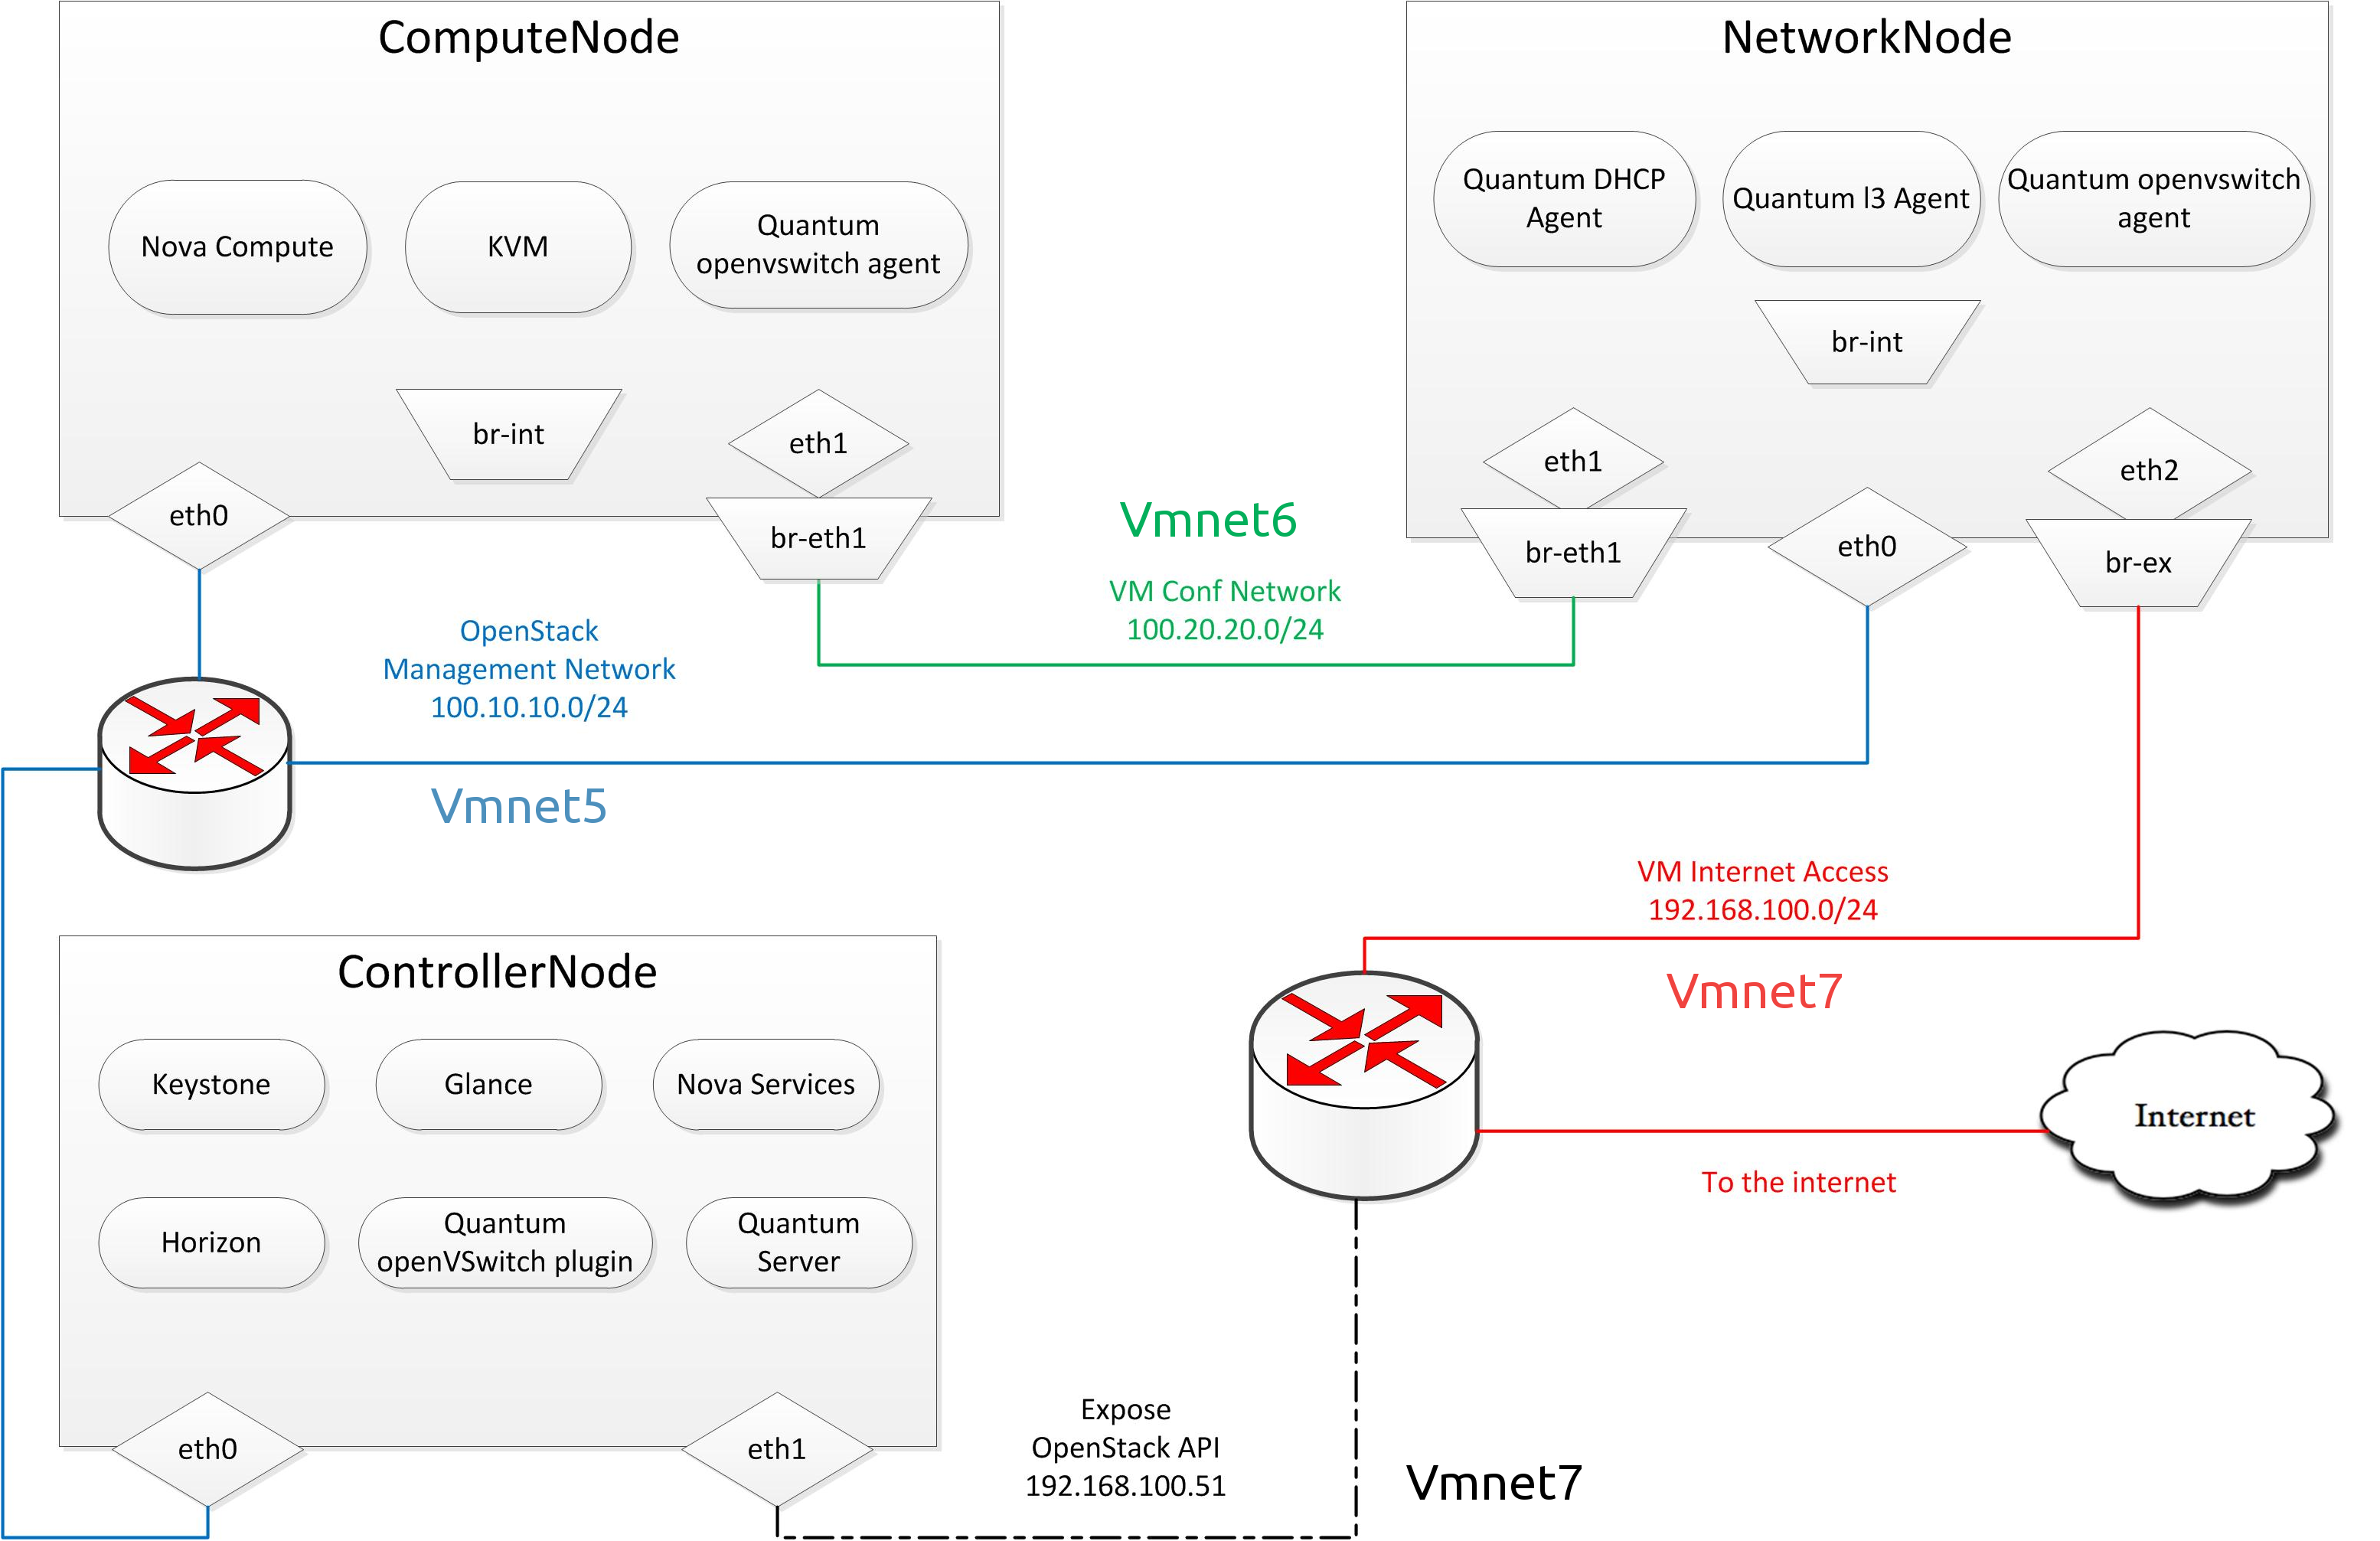 ComputeNode
Nova Compute
KVM
Quantum
openvswitch agent
br-int
eth1
eth0
br-eth1
NetworkNode
Quantum DHCP
Agent
Quantum l3 Agent
Quantum openvswitch
agent
br-int
eth1
eth2
br-eth1
eth0
br-ex
Vmnet6
VM Conf Network
100.20.20.0/24
OpenStack
Management Network
100.10.10.0/24
Vmnet5
VM Internet Access
192.168.100.0/24
Vmnet7
Internet
To the internet
ControllerNode
Keystone
Glance
Nova Services
Horizon
Quantum
openVSwitch plugin
Quantum
Server
eth0
eth1
Expose
OpenStack API
192.168.100.51
Vmnet7